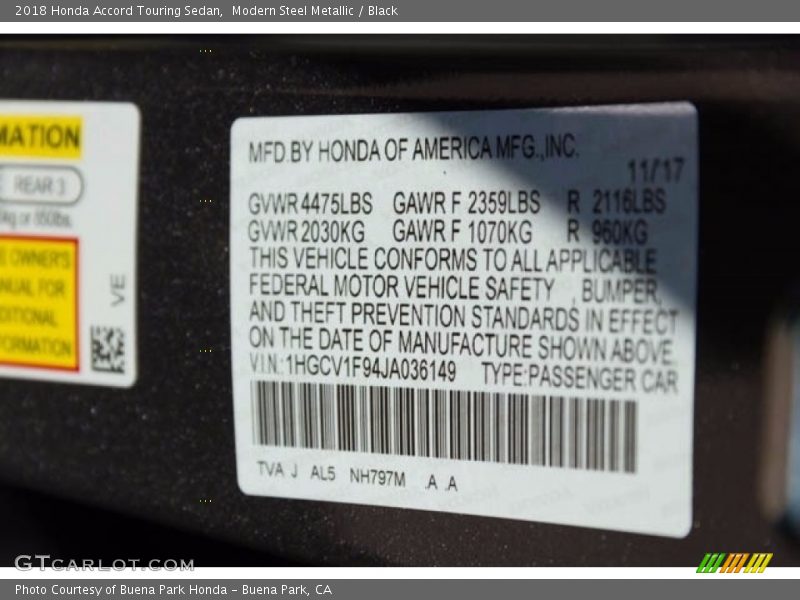 2018 Honda Accord Touring Sedan, Modern Steel Metallic / Black
MATION
REAR 3
kg or 850lbs.
E OWNER'S
NUAL FOR
DITIONAL
FORMATION
VE
MFD.BY HONDA OF AMERICA MFG.,INC.
11/17
GVWR 4475LBS GAWR F 2359LBS R 2116LBS
GVWR 2030KG GAWR F 1070KG R 960KG
THIS VEHICLE CONFORMS TO ALL APPLICABLE
FEDERAL MOTOR VEHICLE SAFETY , BUMPER,
AND THEFT PREVENTION STANDARDS IN EFFECT
ON THE DATE OF MANUFACTURE SHOWN ABOVE.
V.I.N.:1HGCV1F94JA036149 TYPE:PASSENGER CAR
TVA J AL5 NH797M .A .A
GTCARLOT.COM
Photo Courtesy of Buena Park Honda - Buena Park, CA